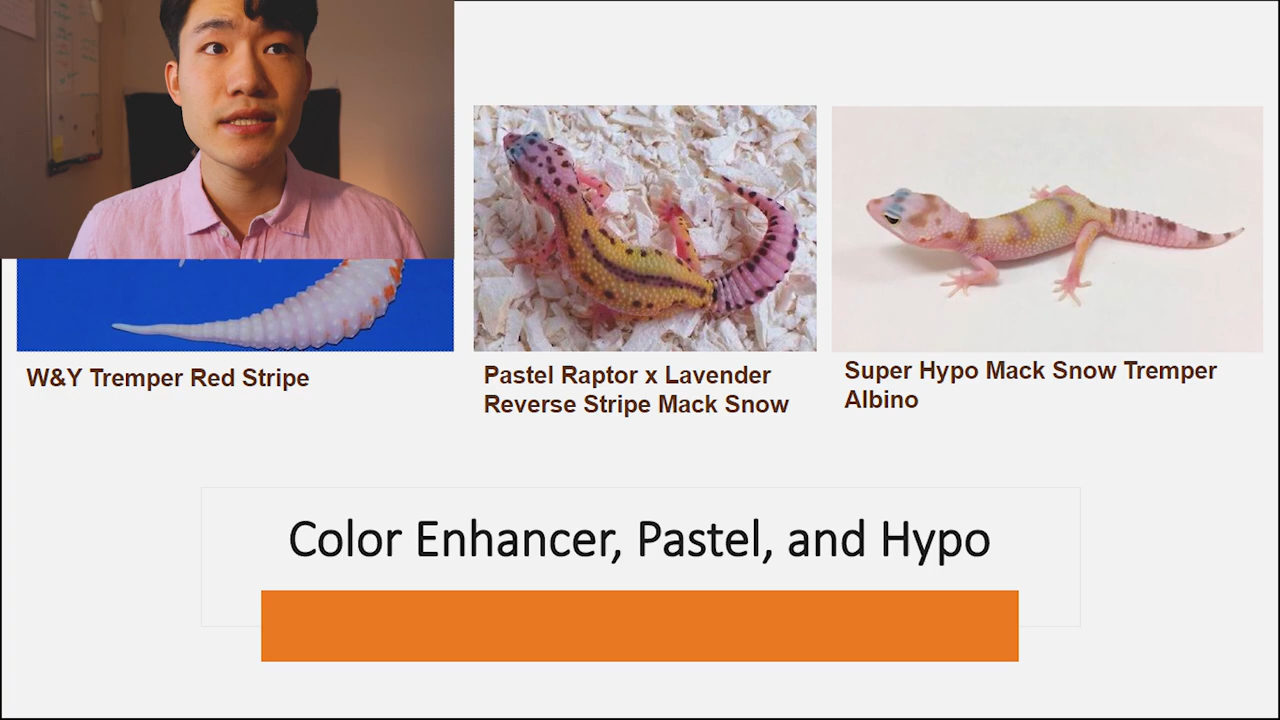 W&Y Tremper Red Stripe
Pastel Raptor x Lavender
Reverse Stripe Mack Snow
Super Hypo Mack Snow Tremper
Albino
Color Enhancer, Pastel, and Hypo